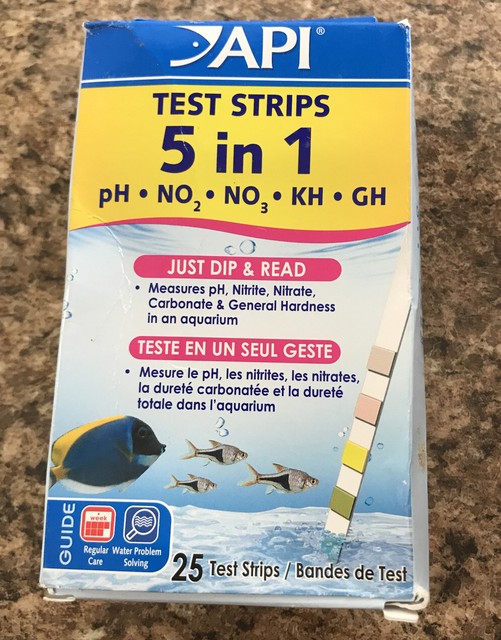 API®
TEST STRIPS
5 in 1
pH • NO2 • NO3 • KH • GH
JUST DIP & READ
• Measures pH, Nitrite, Nitrate,
Carbonate & General Hardness
in an aquarium
TESTE EN UN SEUL GESTE
• Mesure le pH, les nitrites, les nitrates,
la dureté carbonatée et la dureté
totale dans l'aquarium
GUIDE
week
Regular
Care
Water Problem
Solving
25 Test Strips / Bandes de Test